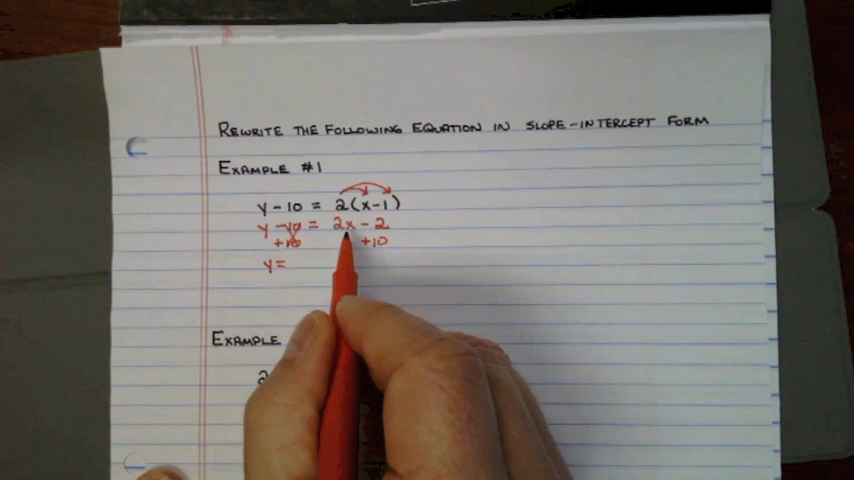 REWRITE THE FOLLOWING EQUATION IN SLOPE-INTERCEPT FORM
EXAMPLE #1
y - 10 = 2(x-1)
y - 10 = 2x - 2
+10 +10
y =
EXAMPLE
2